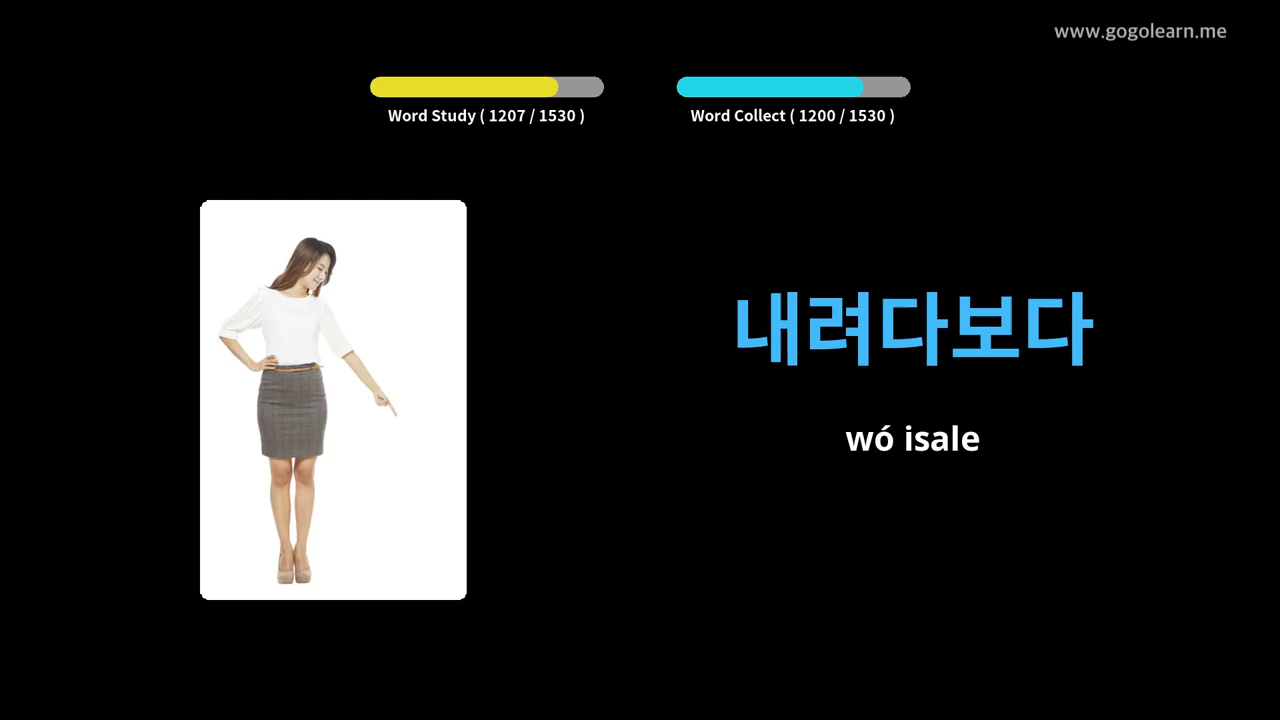 www.gogolearn.me
Word Study ( 1207 / 1530 )
Word Collect ( 1200 / 1530 )
내려다보다
wó isale